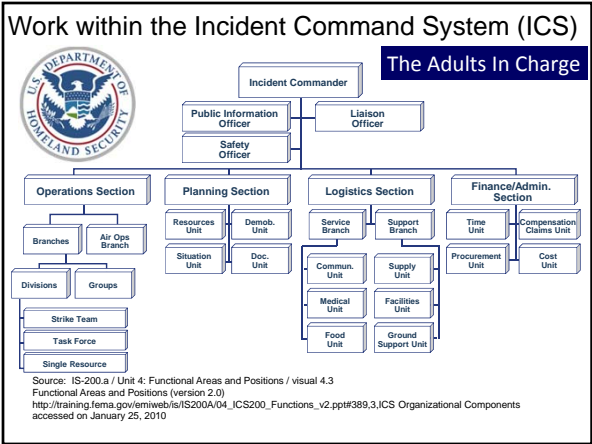 Work within the Incident Command System (ICS)
The Adults In Charge
U.S. DEPARTMENT OF
HOMELAND SECURITY
Incident Commander
Public Information
Officer
Liaison
Officer
Safety
Officer
Operations Section
Planning Section
Logistics Section
Finance/Admin.
Section
Branches
Air Ops
Branch
Resources
Unit
Demob.
Unit
Service
Branch
Support
Branch
Time
Unit
Compensation
Claims Unit
Situation
Unit
Doc.
Unit
Procurement
Unit
Cost
Unit
Divisions
Groups
Commun.
Unit
Supply
Unit
Medical
Unit
Facilities
Unit
Food
Unit
Ground
Support Unit
Strike Team
Task Force
Single Resource
Source: IS-200.a / Unit 4: Functional Areas and Positions / visual 4.3
Functional Areas and Positions (version 2.0)
http://training.fema.gov/emiweb/is/IS200A/04_ICS200_Functions_v2.ppt#389,3,ICS Organizational Components
accessed on January 25, 2010